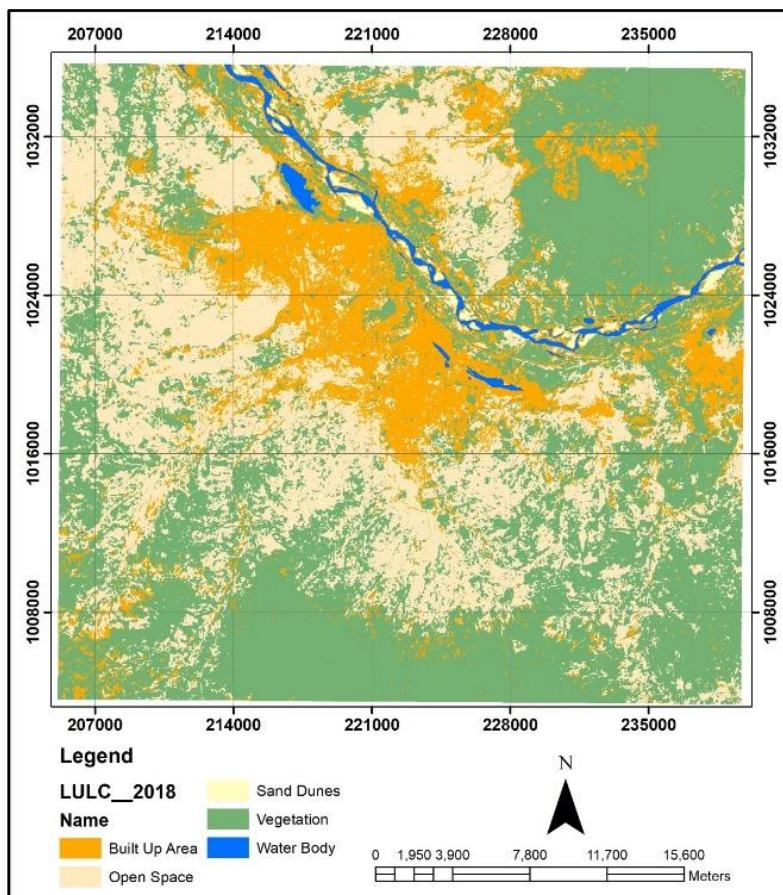 207000 214000 221000 228000 235000
1032000 1032000
1024000 1024000
1016000 1016000
1008000 1008000
207000 214000 221000 228000 235000
Legend
LULC__2018
Name
Built Up Area
Open Space
Sand Dunes
Vegetation
Water Body
N
0 1,950 3,900 7,800 11,700 15,600
Meters